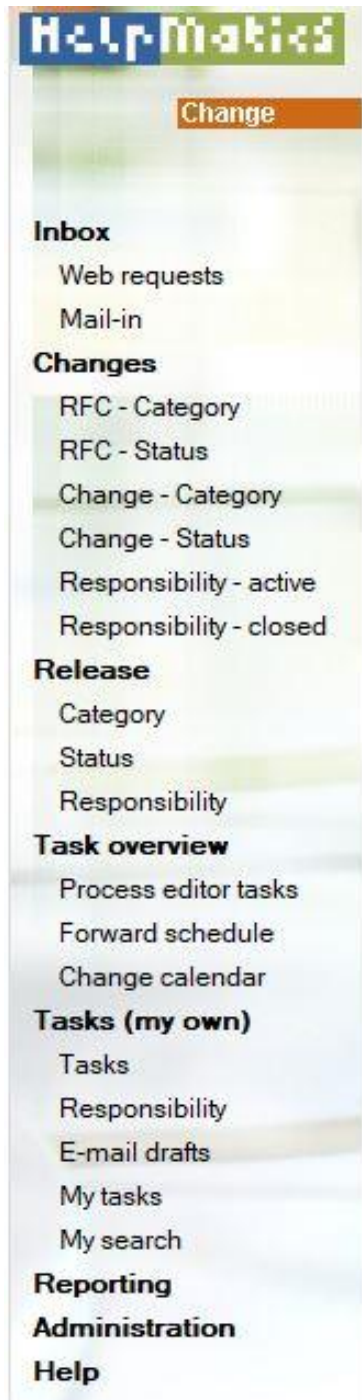 HelpMatics
Change
Inbox
Web requests
Mail-in
Changes
RFC - Category
RFC - Status
Change - Category
Change - Status
Responsibility - active
Responsibility - closed
Release
Category
Status
Responsibility
Task overview
Process editor tasks
Forward schedule
Change calendar
Tasks (my own)
Tasks
Responsibility
E-mail drafts
My tasks
My search
Reporting
Administration
Help